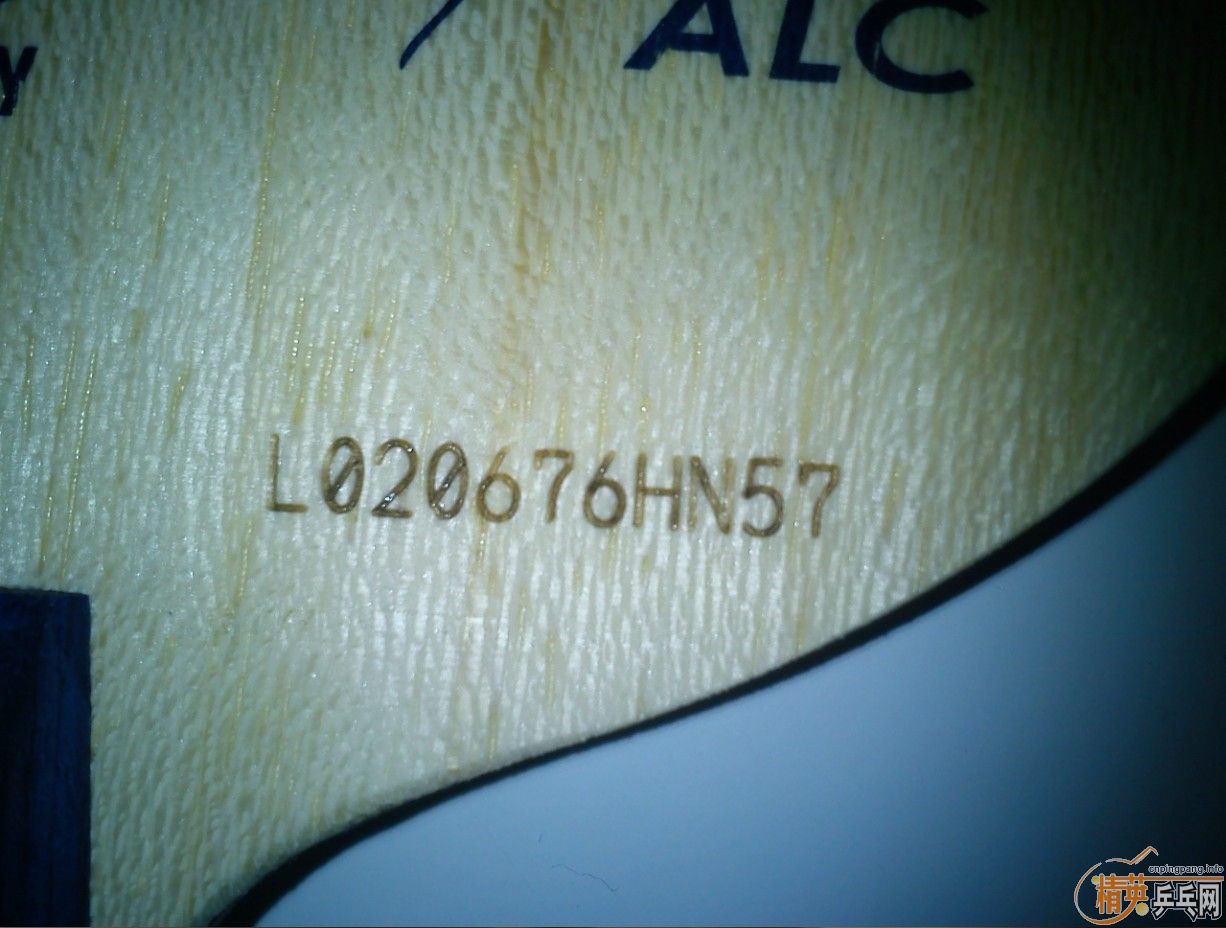 y ALC
L020676HN57
cnpingpang.info
精英乒乓网